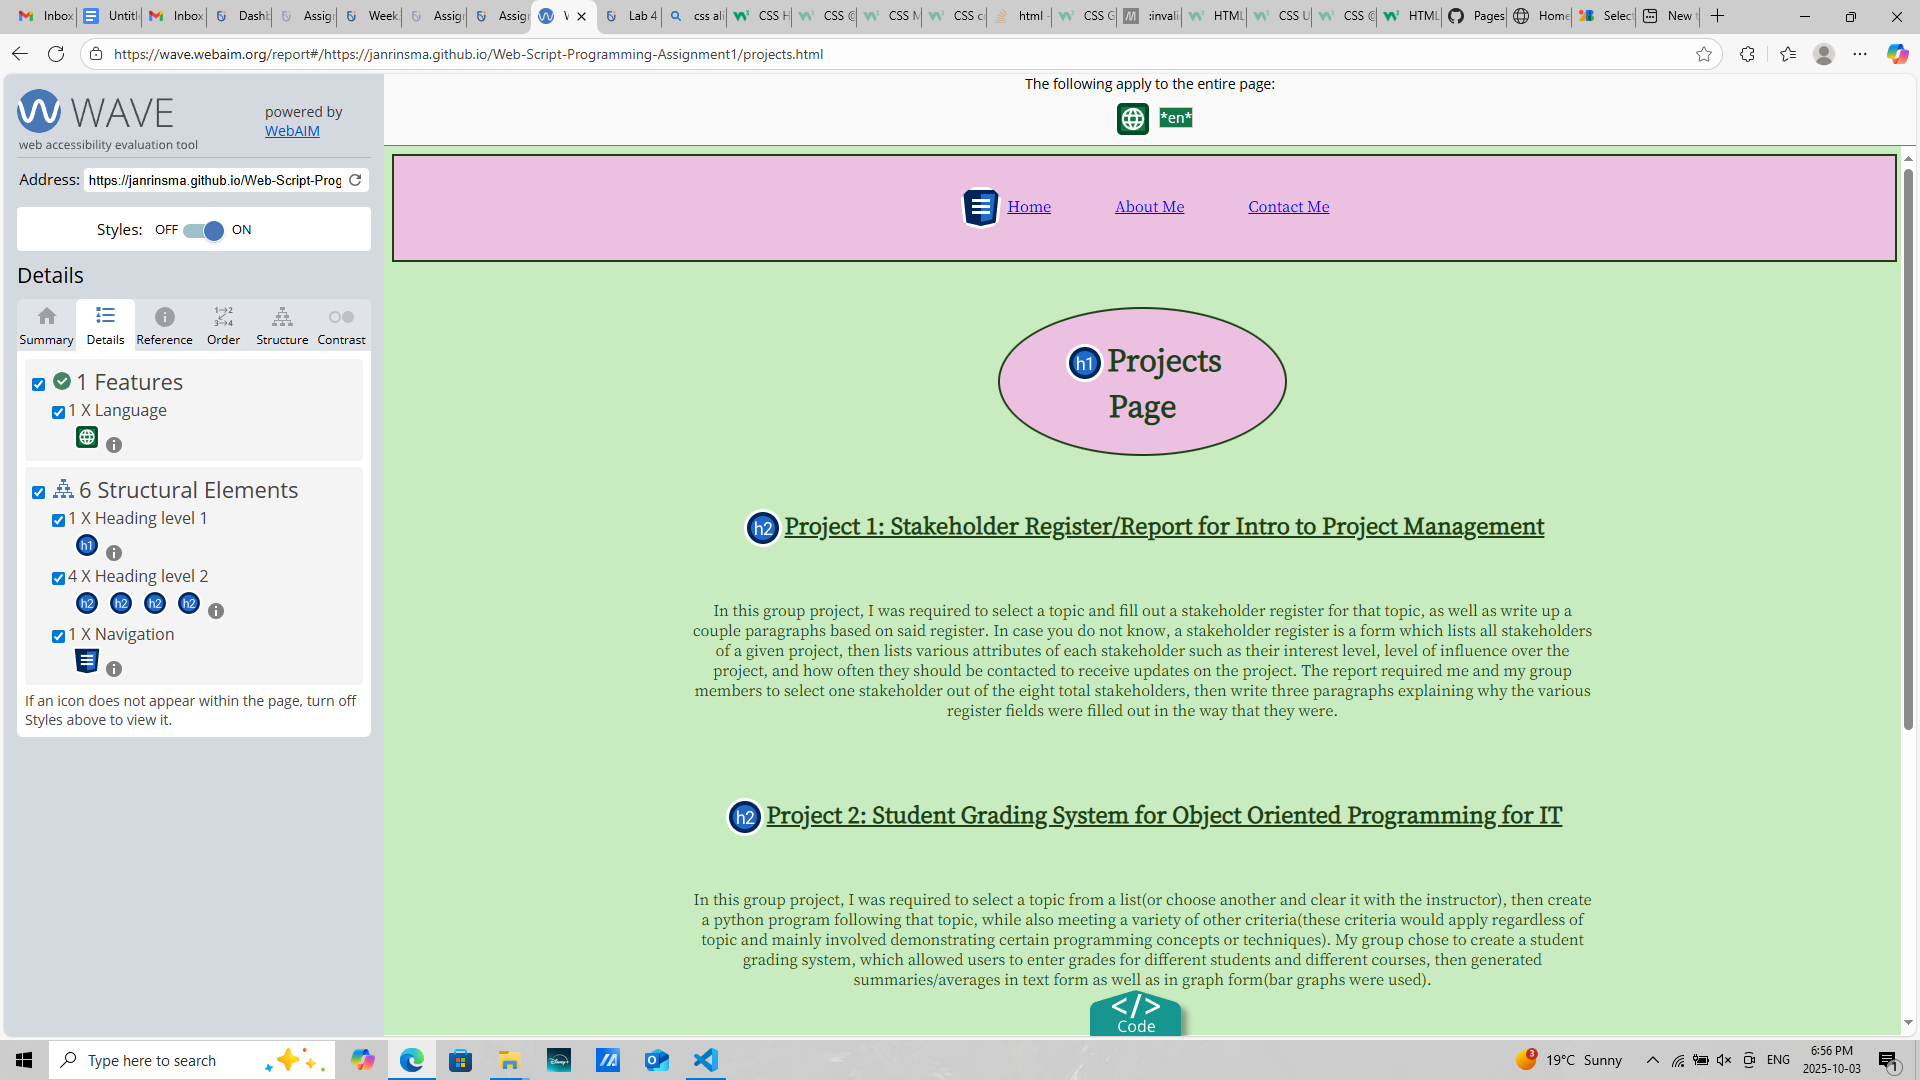 Inbox
Untitl
Inbox
Dashb
Assign
Week
Assign
Assign
W
Lab 4
css ali
CSS H
CSS @
CSS M
CSS co
html -
CSS G
:invali
HTML
CSS U
CSS @
HTML
Pages
Home
Select
New t
https://wave.webaim.org/report#/https://janrinsma.github.io/Web-Script-Programming-Assignment1/projects.html
WAVE
powered by
WebAIM
web accessibility evaluation tool
Address: https://janrinsma.github.io/Web-Script-Prog
Styles: OFF ON
Details
Summary Details Reference Order Structure Contrast
1 Features
1 X Language
6 Structural Elements
1 X Heading level 1
h1
4 X Heading level 2
h2 h2 h2 h2
1 X Navigation
If an icon does not appear within the page, turn off
Styles above to view it.
The following apply to the entire page:
*en*
Home About Me Contact Me
h1 Projects
Page
h2 Project 1: Stakeholder Register/Report for Intro to Project Management
In this group project, I was required to select a topic and fill out a stakeholder register for that topic, as well as write up a
couple paragraphs based on said register. In case you do not know, a stakeholder register is a form which lists all stakeholders
of a given project, then lists various attributes of each stakeholder such as their interest level, level of influence over the
project, and how often they should be contacted to receive updates on the project. The report required me and my group
members to select one stakeholder out of the eight total stakeholders, then write three paragraphs explaining why the various
register fields were filled out in the way that they were.
h2 Project 2: Student Grading System for Object Oriented Programming for IT
In this group project, I was required to select a topic from a list(or choose another and clear it with the instructor), then create
a python program following that topic, while also meeting a variety of other criteria(these criteria would apply regardless of
topic and mainly involved demonstrating certain programming concepts or techniques). My group chose to create a student
grading system, which allowed users to enter grades for different students and different courses, then generated
summaries/averages in text form as well as in graph form(bar graphs were used).
</>
Code
Type here to search
3
19°C Sunny
ENG
6:56 PM
2025-10-03
1